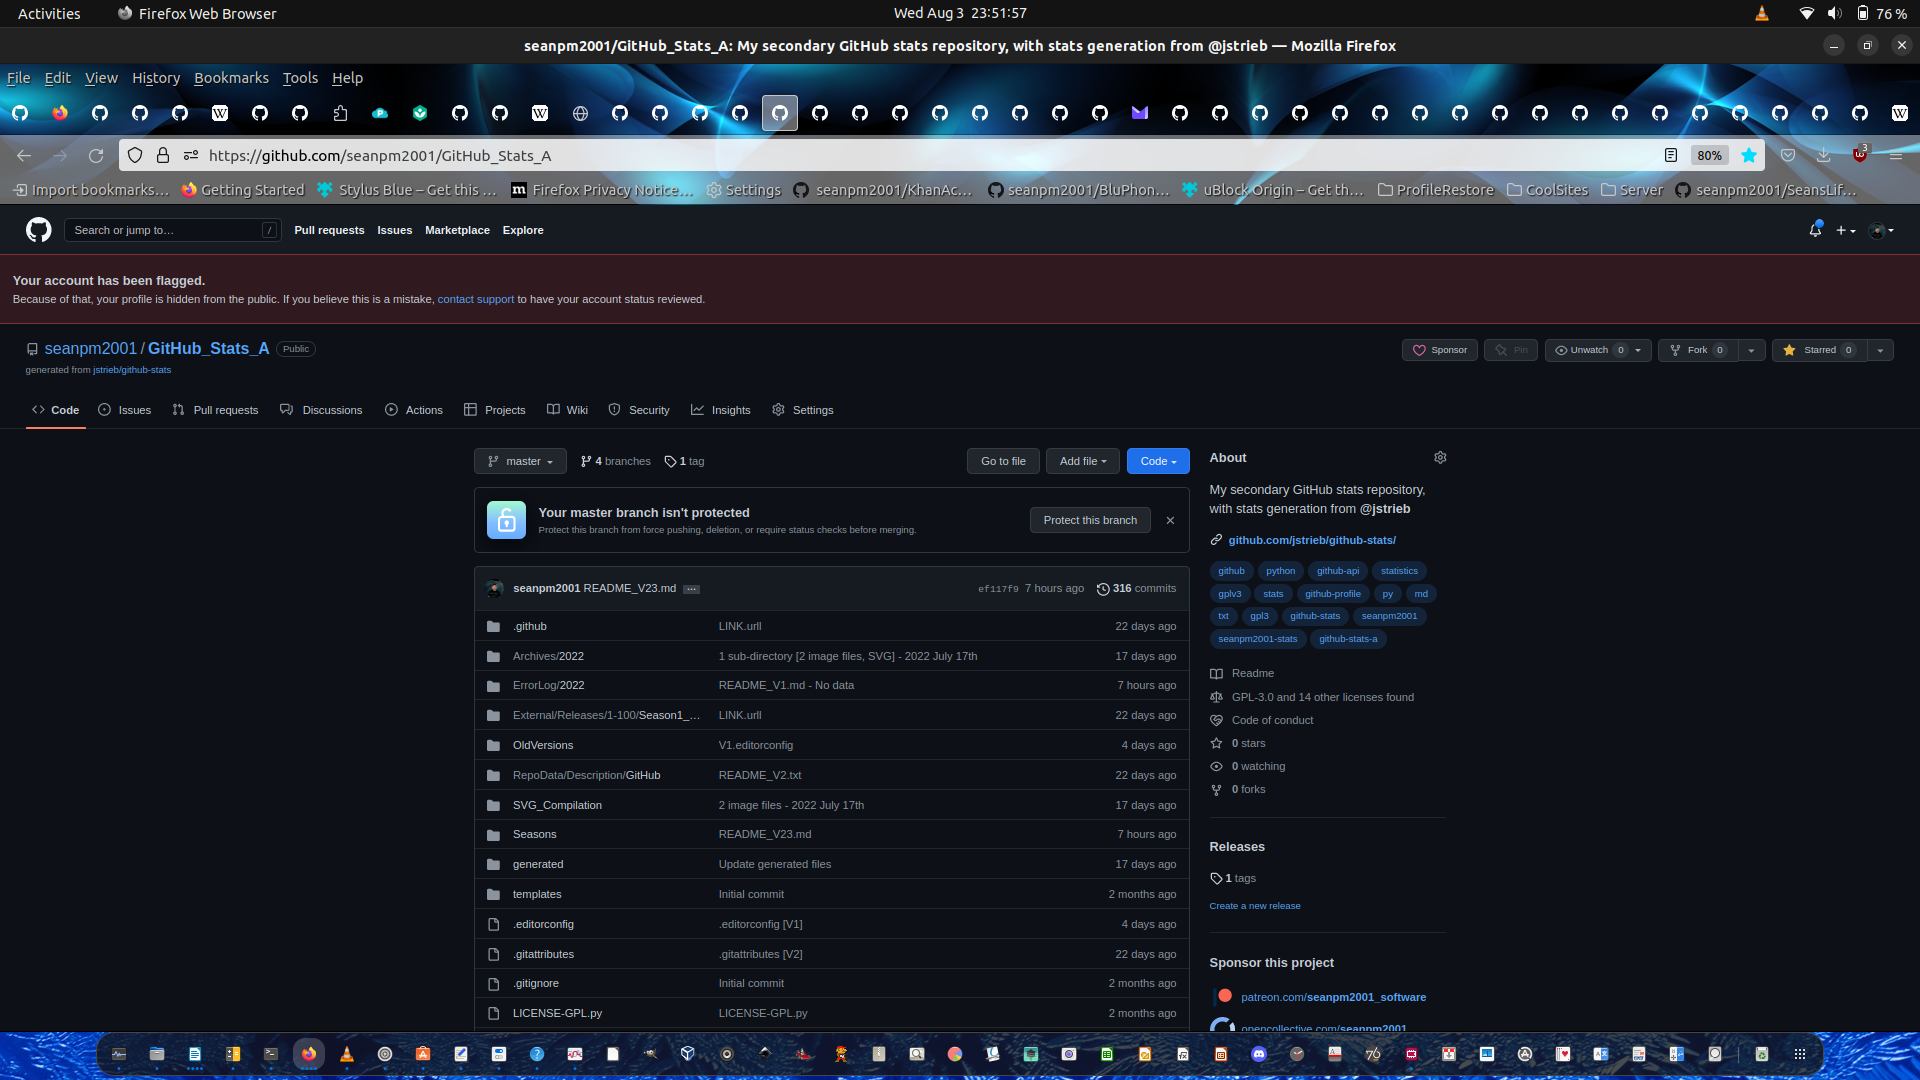 Activities
Firefox Web Browser
Wed Aug 3 23:51:57
76 %
seanpm2001/GitHub_Stats_A: My secondary GitHub stats repository, with stats generation from @jstrieb — Mozilla Firefox
File Edit View History Bookmarks Tools Help
https://github.com/seanpm2001/GitHub_Stats_A
80%
3
Import bookmarks…
Getting Started
Stylus Blue – Get this …
Firefox Privacy Notice…
Settings
seanpm2001/KhanAc…
seanpm2001/BluPhon…
uBlock Origin – Get th…
ProfileRestore
CoolSites
Server
seanpm2001/SeansLif…
Search or jump to…
/
Pull requests
Issues
Marketplace
Explore
Your account has been flagged.
Because of that, your profile is hidden from the public. If you believe this is a mistake, contact support to have your account status reviewed.
seanpm2001 / GitHub_Stats_A
Public
Sponsor
Pin
Unwatch 0
Fork 0
Starred 0
generated from jstrieb/github-stats
Code
Issues
Pull requests
Discussions
Actions
Projects
Wiki
Security
Insights
Settings
master
4 branches
1 tag
Go to file
Add file
Code
Your master branch isn't protected
Protect this branch from force pushing, deletion, or require status checks before merging.
Protect this branch
seanpm2001 README_V23.md
ef117f9 7 hours ago
316 commits
.github LINK.urll 22 days ago
Archives/2022 1 sub-directory [2 image files, SVG] - 2022 July 17th 17 days ago
ErrorLog/2022 README_V1.md - No data 7 hours ago
External/Releases/1-100/Season1_… LINK.urll 22 days ago
OldVersions V1.editorconfig 4 days ago
RepoData/Description/GitHub README_V2.txt 22 days ago
SVG_Compilation 2 image files - 2022 July 17th 17 days ago
Seasons README_V23.md 7 hours ago
generated Update generated files 17 days ago
templates Initial commit 2 months ago
.editorconfig .editorconfig [V1] 4 days ago
.gitattributes .gitattributes [V2] 22 days ago
.gitignore Initial commit 2 months ago
LICENSE-GPL.py LICENSE-GPL.py 2 months ago
About
My secondary GitHub stats repository,
with stats generation from @jstrieb
github.com/jstrieb/github-stats/
github python github-api statistics
gplv3 stats github-profile py md
txt gpl3 github-stats seanpm2001
seanpm2001-stats github-stats-a
Readme
GPL-3.0 and 14 other licenses found
Code of conduct
0 stars
0 watching
0 forks
Releases
1 tags
Create a new release
Sponsor this project
patreon.com/seanpm2001_software
opencollective.com/seanpm2001